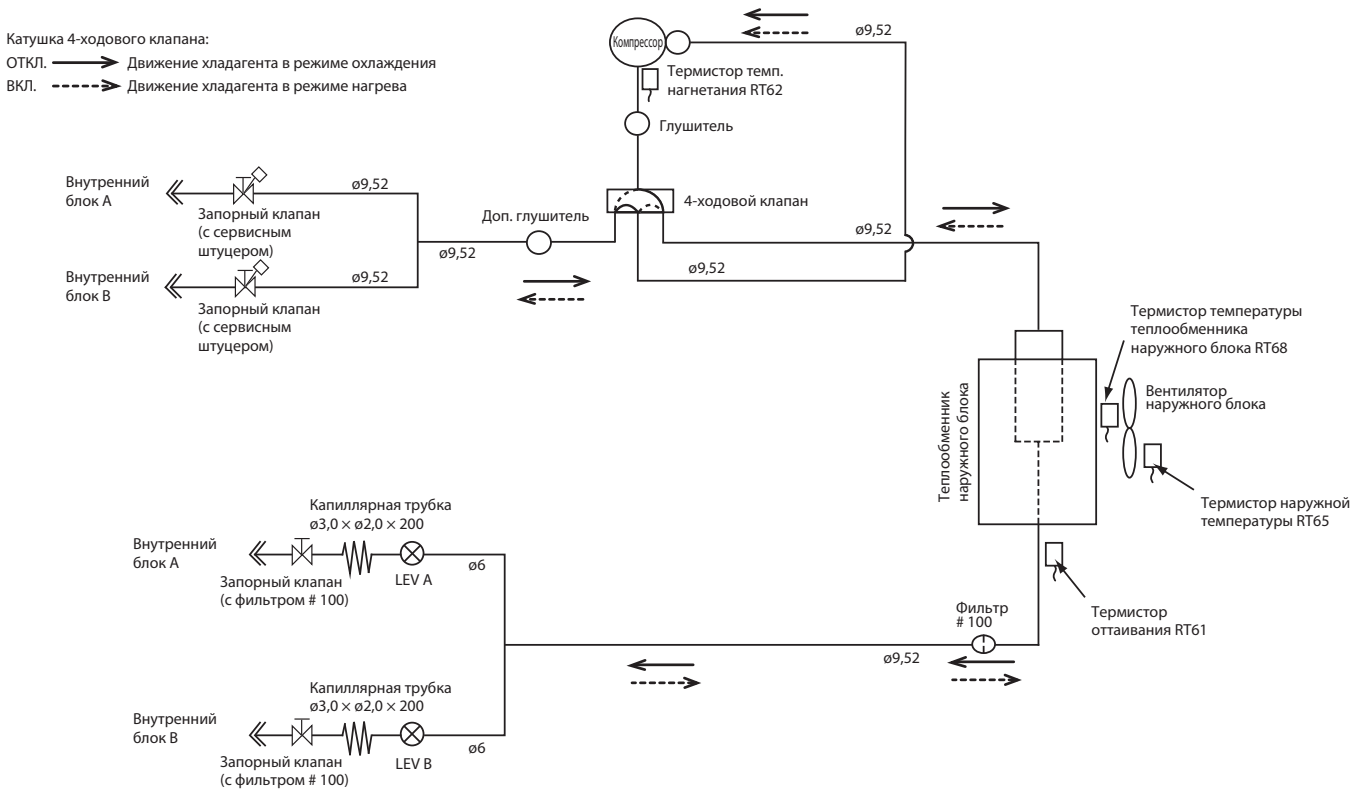 Катушка 4-ходового клапана:
ОТКЛ. Движение хладагента в режиме охлаждения
ВКЛ. Движение хладагента в режиме нагрева
Компрессор
ø9,52
Термистор темп.
нагнетания RT62
Глушитель
Внутренний
блок А
ø9,52
Запорный клапан
(с сервисным
штуцером)
4-ходовой клапан
Доп. глушитель
ø9,52
ø9,52
ø9,52
Внутренний
блок В
ø9,52
Запорный клапан
(с сервисным
штуцером)
Термистор температуры
теплообменника
наружного блока RT68
Теплообменник
наружного блока
Вентилятор
наружного блока
Термистор наружной
температуры RT65
Капиллярная трубка
ø3,0 × ø2,0 × 200
Внутренний
блок А
ø6
LEV A
Запорный клапан
(с фильтром # 100)
Термистор
оттаивания RT61
Фильтр
# 100
ø9,52
Капиллярная трубка
ø3,0 × ø2,0 × 200
Внутренний
блок В
ø6
LEV B
Запорный клапан
(с фильтром # 100)